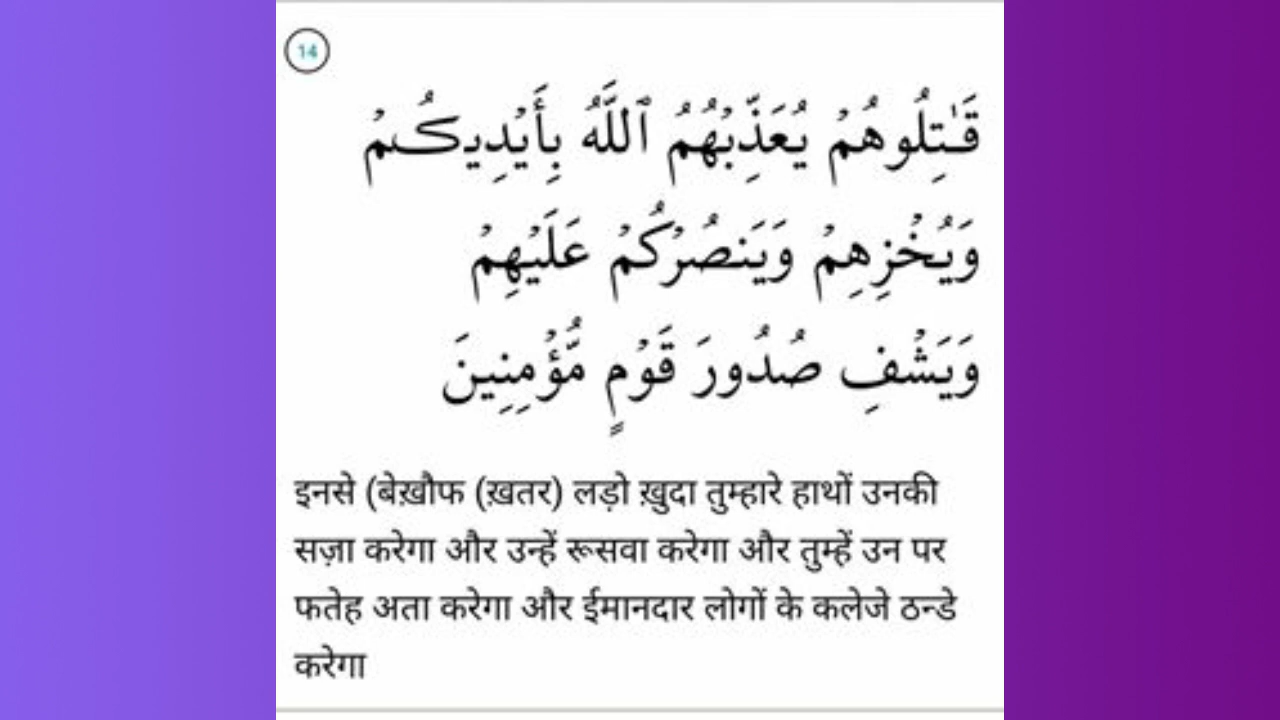 14
قَـٰتِلُوهُمْ يُعَذِّبْهُمُ ٱللَّهُ بِأَيْدِيكُمْ
وَيُخْزِهِمْ وَيَنصُرْكُمْ عَلَيْهِمْ
وَيَشْفِ صُدُورَ قَوْمٍ مُّؤْمِنِينَ
इनसे (बेख़ौफ (ख़तर) लड़ो ख़ुदा तुम्हारे हाथों उनकी
सज़ा करेगा और उन्हें रूसवा करेगा और तुम्हें उन पर
फतेह अता करेगा और ईमानदार लोगों के कलेजे ठन्डे
करेगा